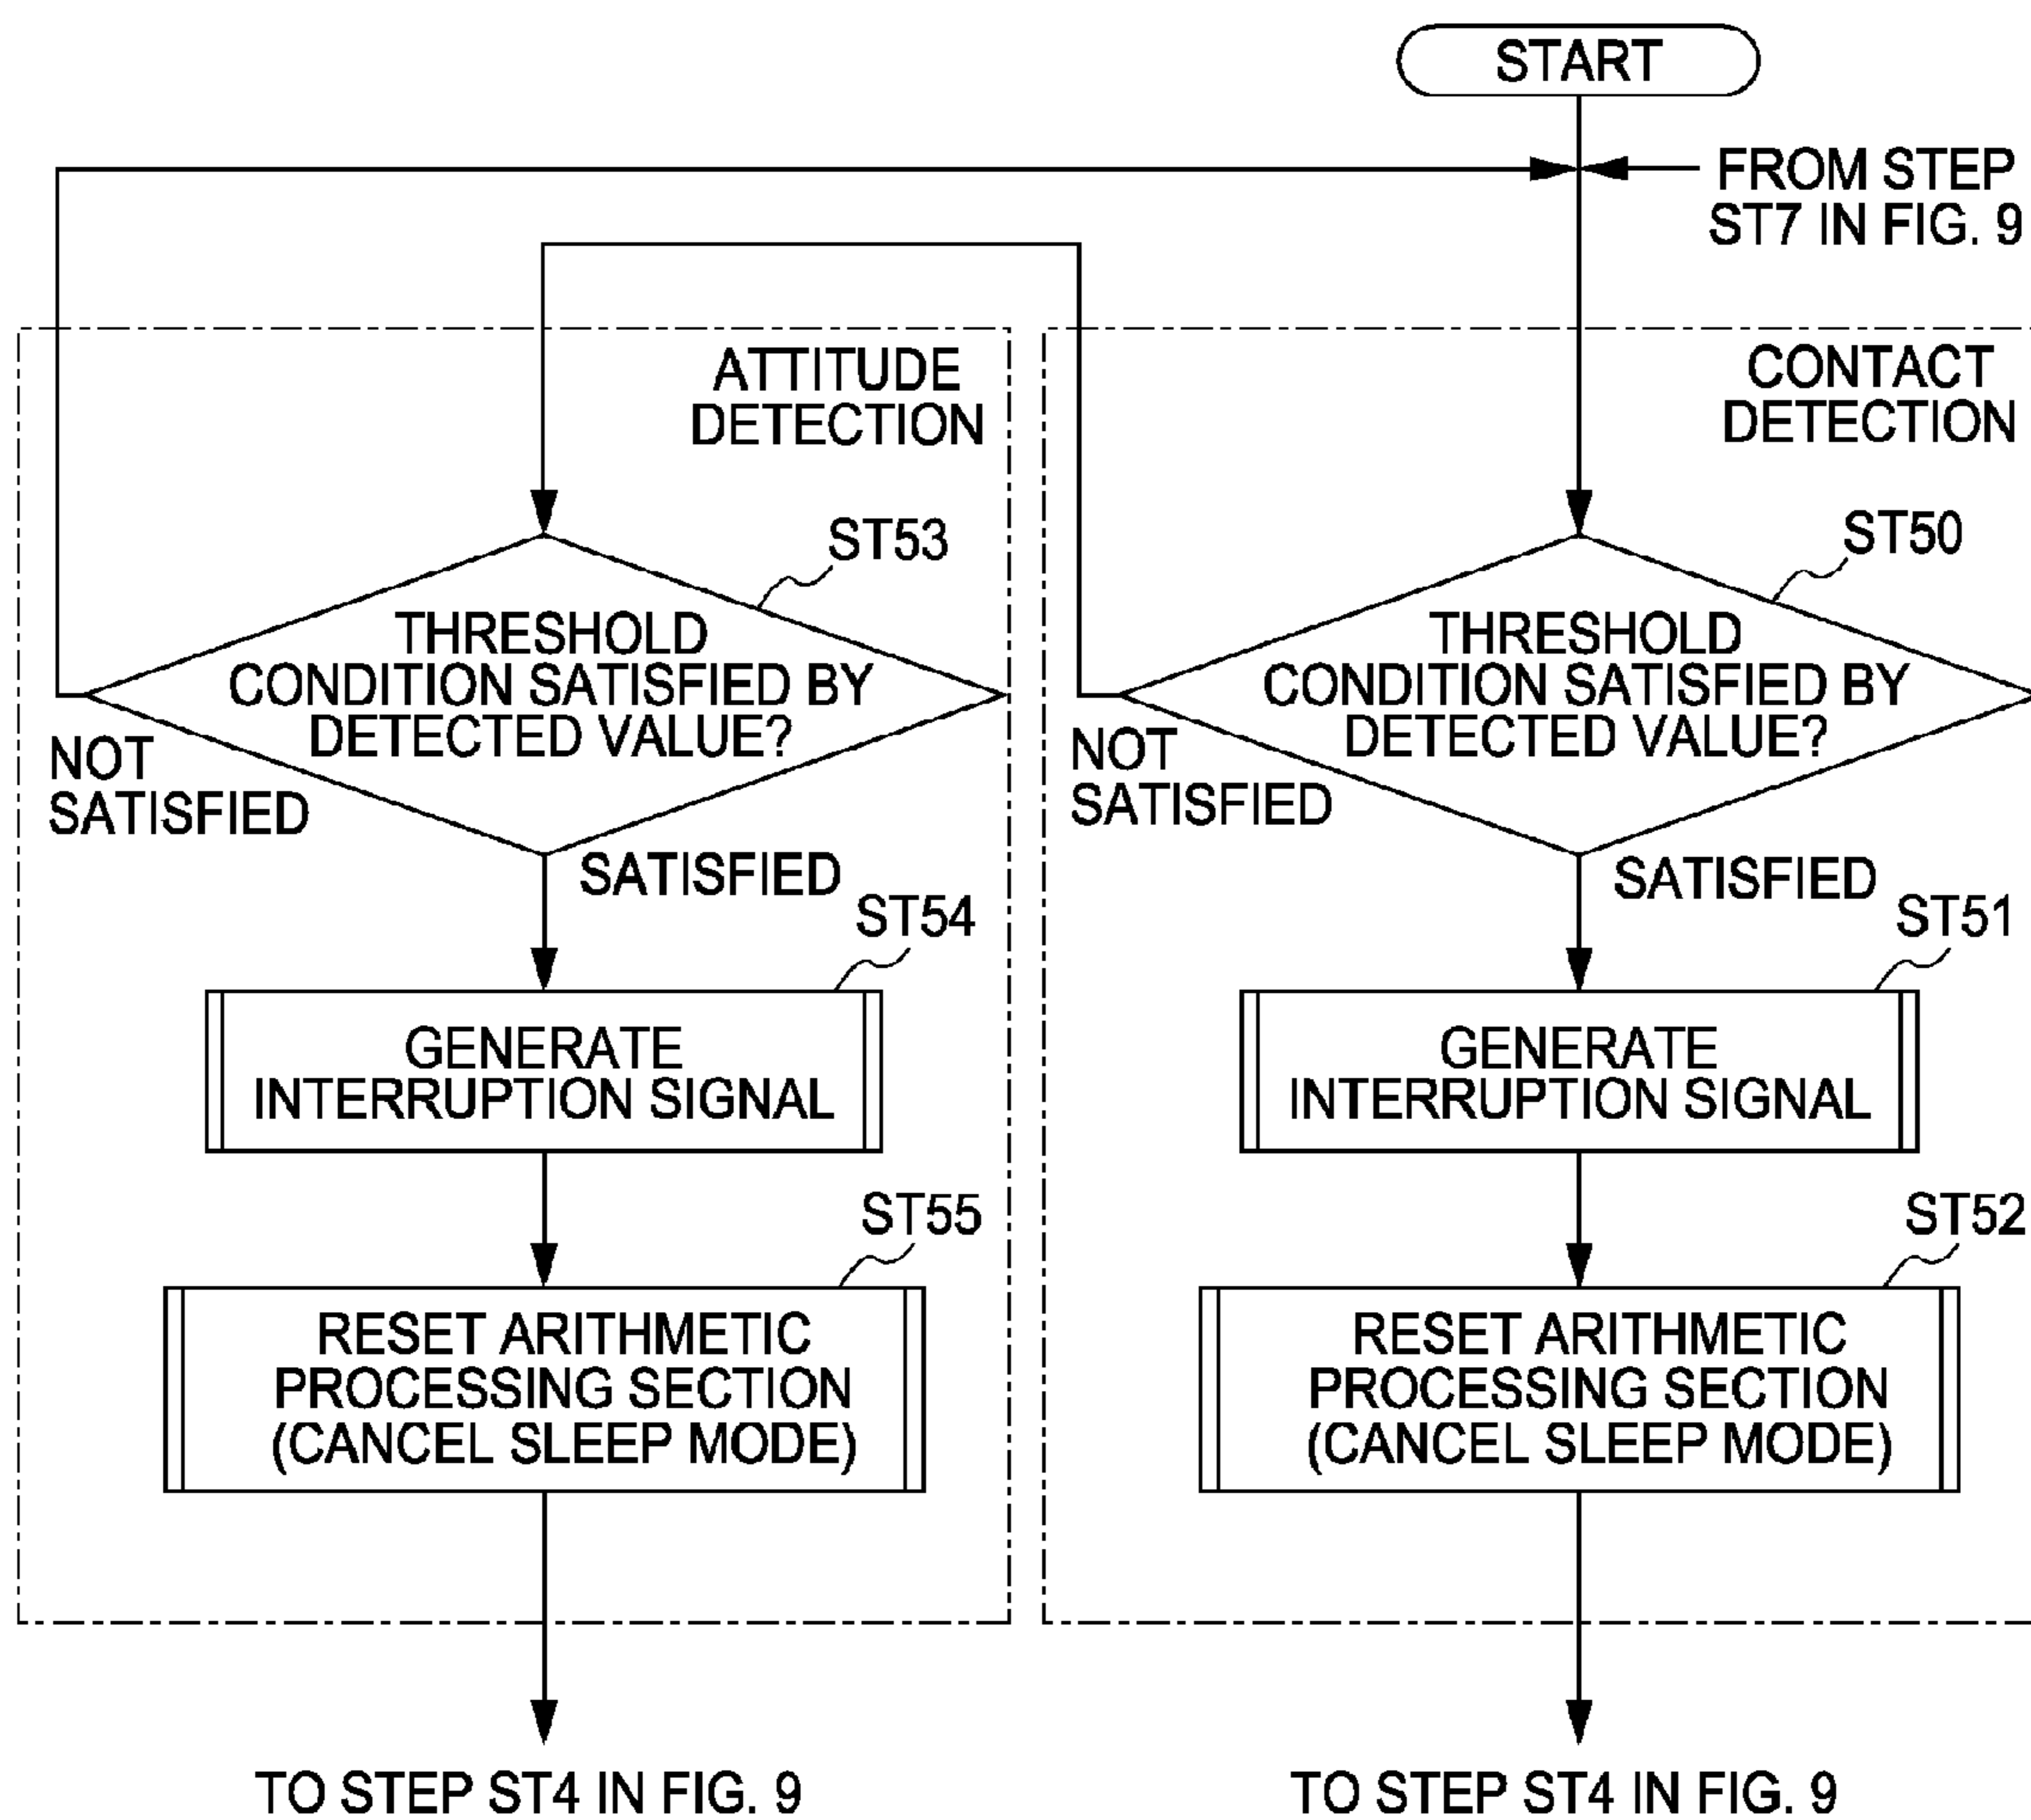 START
FROM STEP
ST7 IN FIG. 9
ATTITUDE
DETECTION
CONTACT
DETECTION
ST53
THRESHOLD
CONDITION SATISFIED BY
DETECTED VALUE?
NOT
SATISFIED
SATISFIED
ST54
GENERATE
INTERRUPTION SIGNAL
ST55
RESET ARITHMETIC
PROCESSING SECTION
(CANCEL SLEEP MODE)
TO STEP ST4 IN FIG. 9
ST50
THRESHOLD
CONDITION SATISFIED BY
DETECTED VALUE?
NOT
SATISFIED
SATISFIED
ST51
GENERATE
INTERRUPTION SIGNAL
ST52
RESET ARITHMETIC
PROCESSING SECTION
(CANCEL SLEEP MODE)
TO STEP ST4 IN FIG. 9